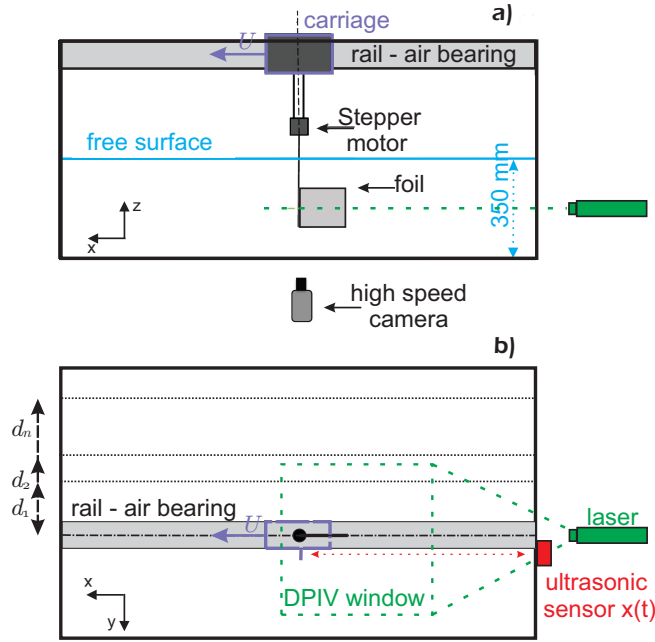 a)
carriage
U
rail - air bearing
Stepper
motor
free surface
foil
350 mm
z
x
high speed
camera
b)
dₙ
d₂
d₁
rail - air bearing
U
laser
x
y
DPIV window
ultrasonic
sensor x(t)